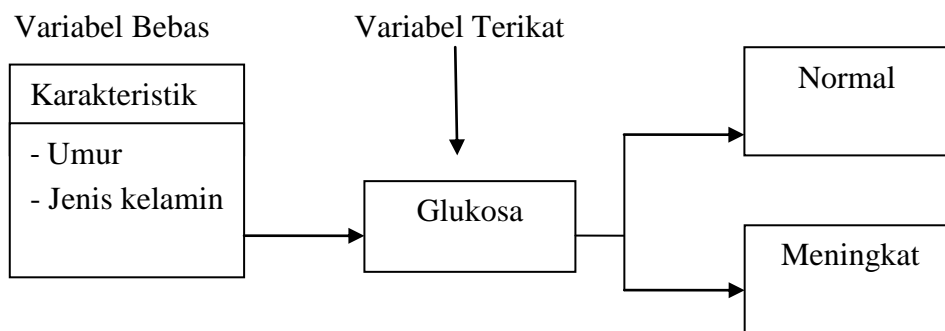 Variabel Bebas
Variabel Terikat
Karakteristik
- Umur
- Jenis kelamin
Glukosa
Normal
Meningkat